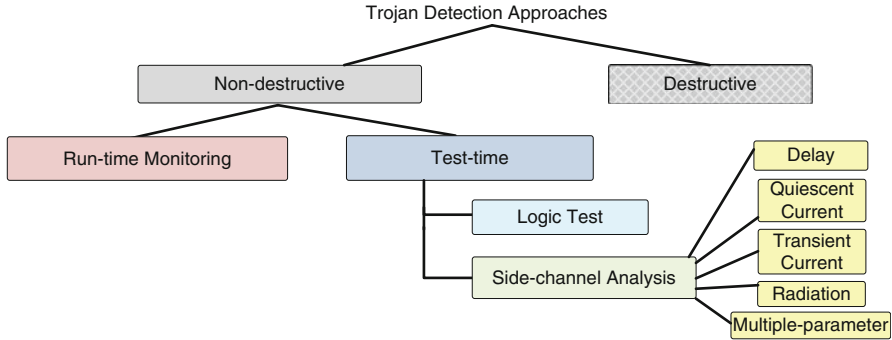 Trojan Detection Approaches
Non-destructive
Destructive
Run-time Monitoring
Test-time
Delay
Quiescent
Current
Logic Test
Transient
Current
Side-channel Analysis
Radiation
Multiple-parameter